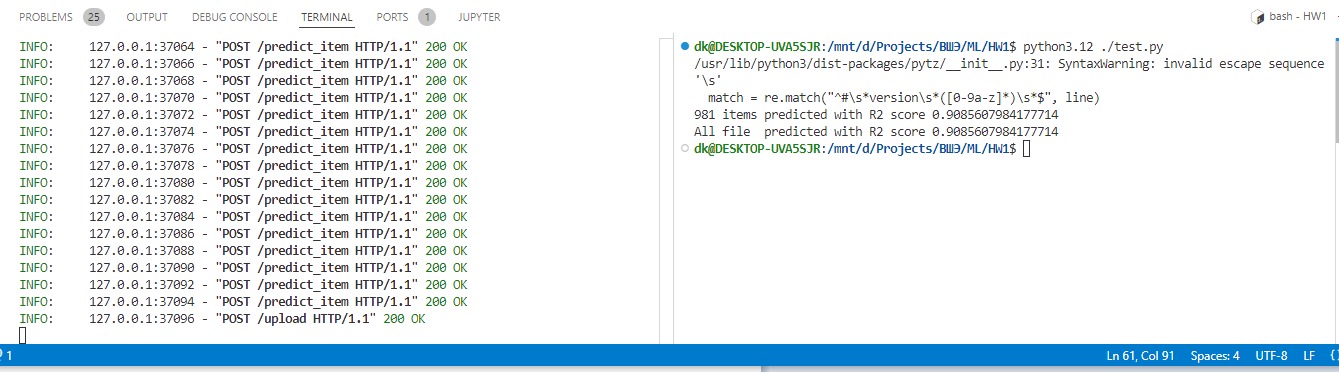 PROBLEMS 25 OUTPUT DEBUG CONSOLE TERMINAL PORTS 1 JUPYTER
bash - HW1
INFO: 127.0.0.1:37064 - "POST /predict_item HTTP/1.1" 200 OK
INFO: 127.0.0.1:37066 - "POST /predict_item HTTP/1.1" 200 OK
INFO: 127.0.0.1:37068 - "POST /predict_item HTTP/1.1" 200 OK
INFO: 127.0.0.1:37070 - "POST /predict_item HTTP/1.1" 200 OK
INFO: 127.0.0.1:37072 - "POST /predict_item HTTP/1.1" 200 OK
INFO: 127.0.0.1:37074 - "POST /predict_item HTTP/1.1" 200 OK
INFO: 127.0.0.1:37076 - "POST /predict_item HTTP/1.1" 200 OK
INFO: 127.0.0.1:37078 - "POST /predict_item HTTP/1.1" 200 OK
INFO: 127.0.0.1:37080 - "POST /predict_item HTTP/1.1" 200 OK
INFO: 127.0.0.1:37082 - "POST /predict_item HTTP/1.1" 200 OK
INFO: 127.0.0.1:37084 - "POST /predict_item HTTP/1.1" 200 OK
INFO: 127.0.0.1:37086 - "POST /predict_item HTTP/1.1" 200 OK
INFO: 127.0.0.1:37088 - "POST /predict_item HTTP/1.1" 200 OK
INFO: 127.0.0.1:37090 - "POST /predict_item HTTP/1.1" 200 OK
INFO: 127.0.0.1:37092 - "POST /predict_item HTTP/1.1" 200 OK
INFO: 127.0.0.1:37094 - "POST /predict_item HTTP/1.1" 200 OK
INFO: 127.0.0.1:37096 - "POST /upload HTTP/1.1" 200 OK
dk@DESKTOP-UVA5SJR:/mnt/d/Projects/ВШЭ/ML/HW1$ python3.12 ./test.py
/usr/lib/python3/dist-packages/pytz/__init__.py:31: SyntaxWarning: invalid escape sequence
'\s'
match = re.match("^#\s*version\s*([0-9a-z]*)\s*$", line)
981 items predicted with R2 score 0.9085607984177714
All file  predicted with R2 score 0.9085607984177714
dk@DESKTOP-UVA5SJR:/mnt/d/Projects/ВШЭ/ML/HW1$
1
Ln 61, Col 91 Spaces: 4 UTF-8 LF {